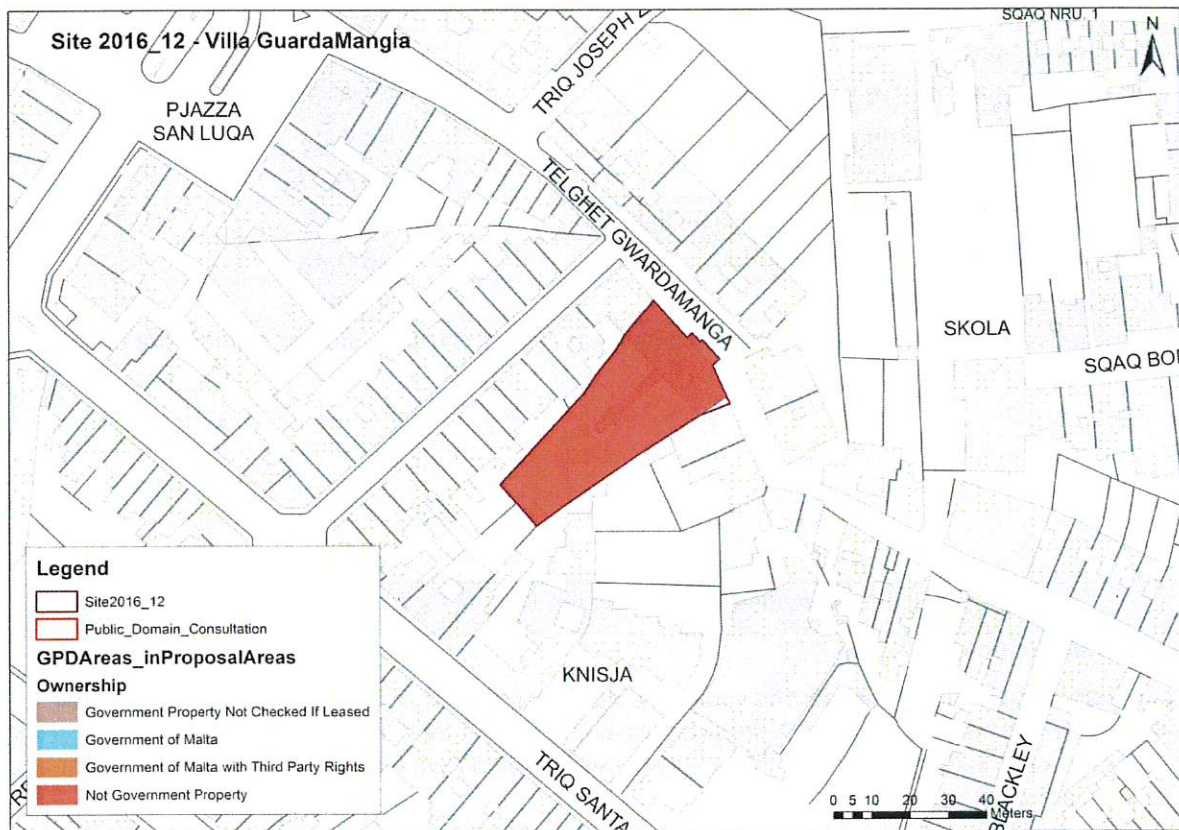 Site 2016_12 - Villa GuardaMangia
SQAQ NRU. 1
N
PJAZZA
SAN LUQA
TRIQ JOSEPH
TELGHET GWARDAMANGA
SKOLA
SQAQ
KNISJA
TRIQ SANTA
BLACKLEY
Legend
Site2016_12
Public_Domain_Consultation
GPDAreas_inProposalAreas
Ownership
Government Property Not Checked If Leased
Government of Malta
Government of Malta with Third Party Rights
Not Government Property
0 5 10 20 30 40
Meters